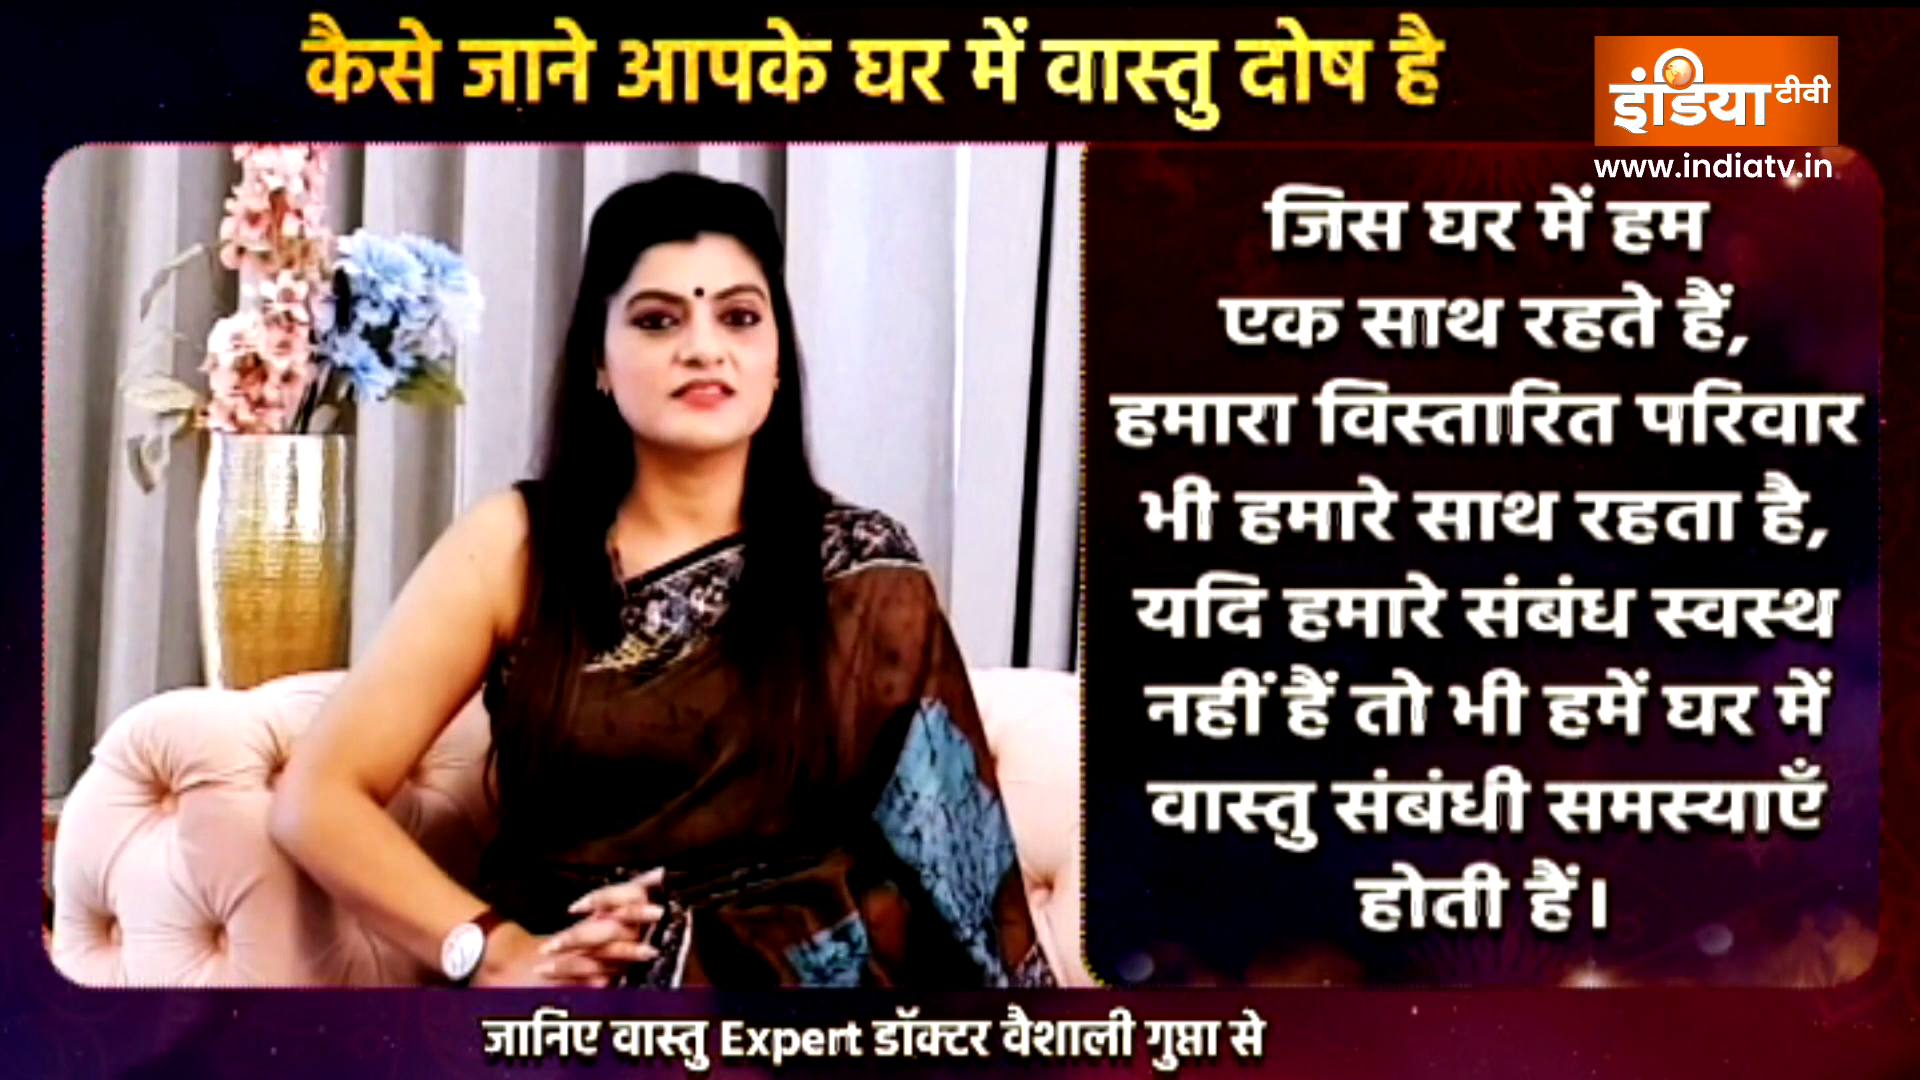 कैसे जाने आपके घर में वास्तु दोष है
इंडिया टीवी
www.indiatv.in
जिस घर में हम
एक साथ रहते हैं,
हमारा विस्तारित परिवार
भी हमारे साथ रहता है,
यदि हमारे संबंध स्वस्थ
नहीं हैं तो भी हमें घर में
वास्तु संबंधी समस्याएँ
होती हैं।
जानिए वास्तु Expert डॉक्टर वैशाली गुप्ता से